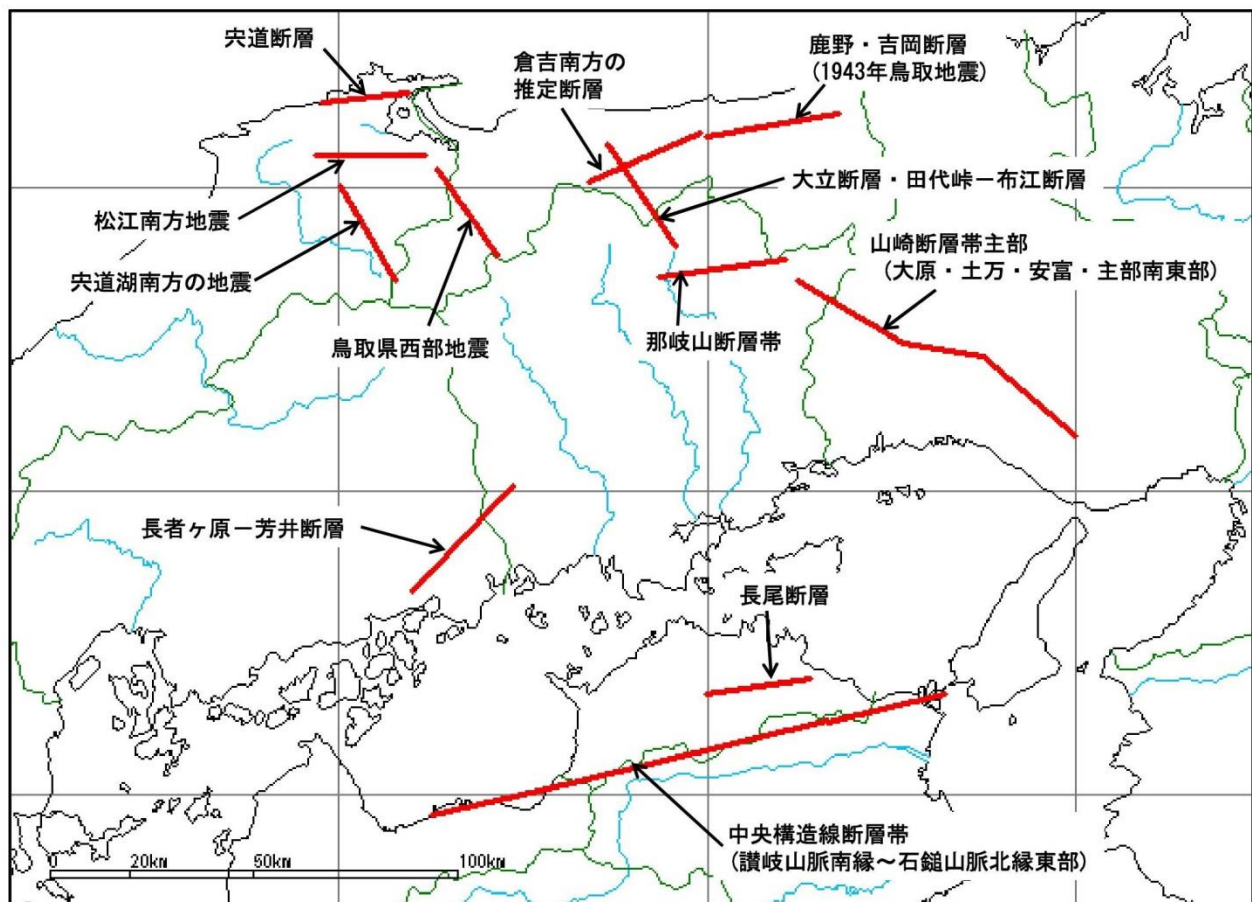 宍道断層
倉吉南方の
推定断層
鹿野・吉岡断層
(1943年鳥取地震)
松江南方地震
大立断層・田代峠－布江断層
宍道湖南方の地震
山崎断層帯主部
(大原・土万・安富・主部南東部)
鳥取県西部地震
那岐山断層帯
長者ヶ原－芳井断層
長尾断層
中央構造線断層帯
(讃岐山脈南縁～石鎚山脈北縁東部)
0 20km 50km 100km